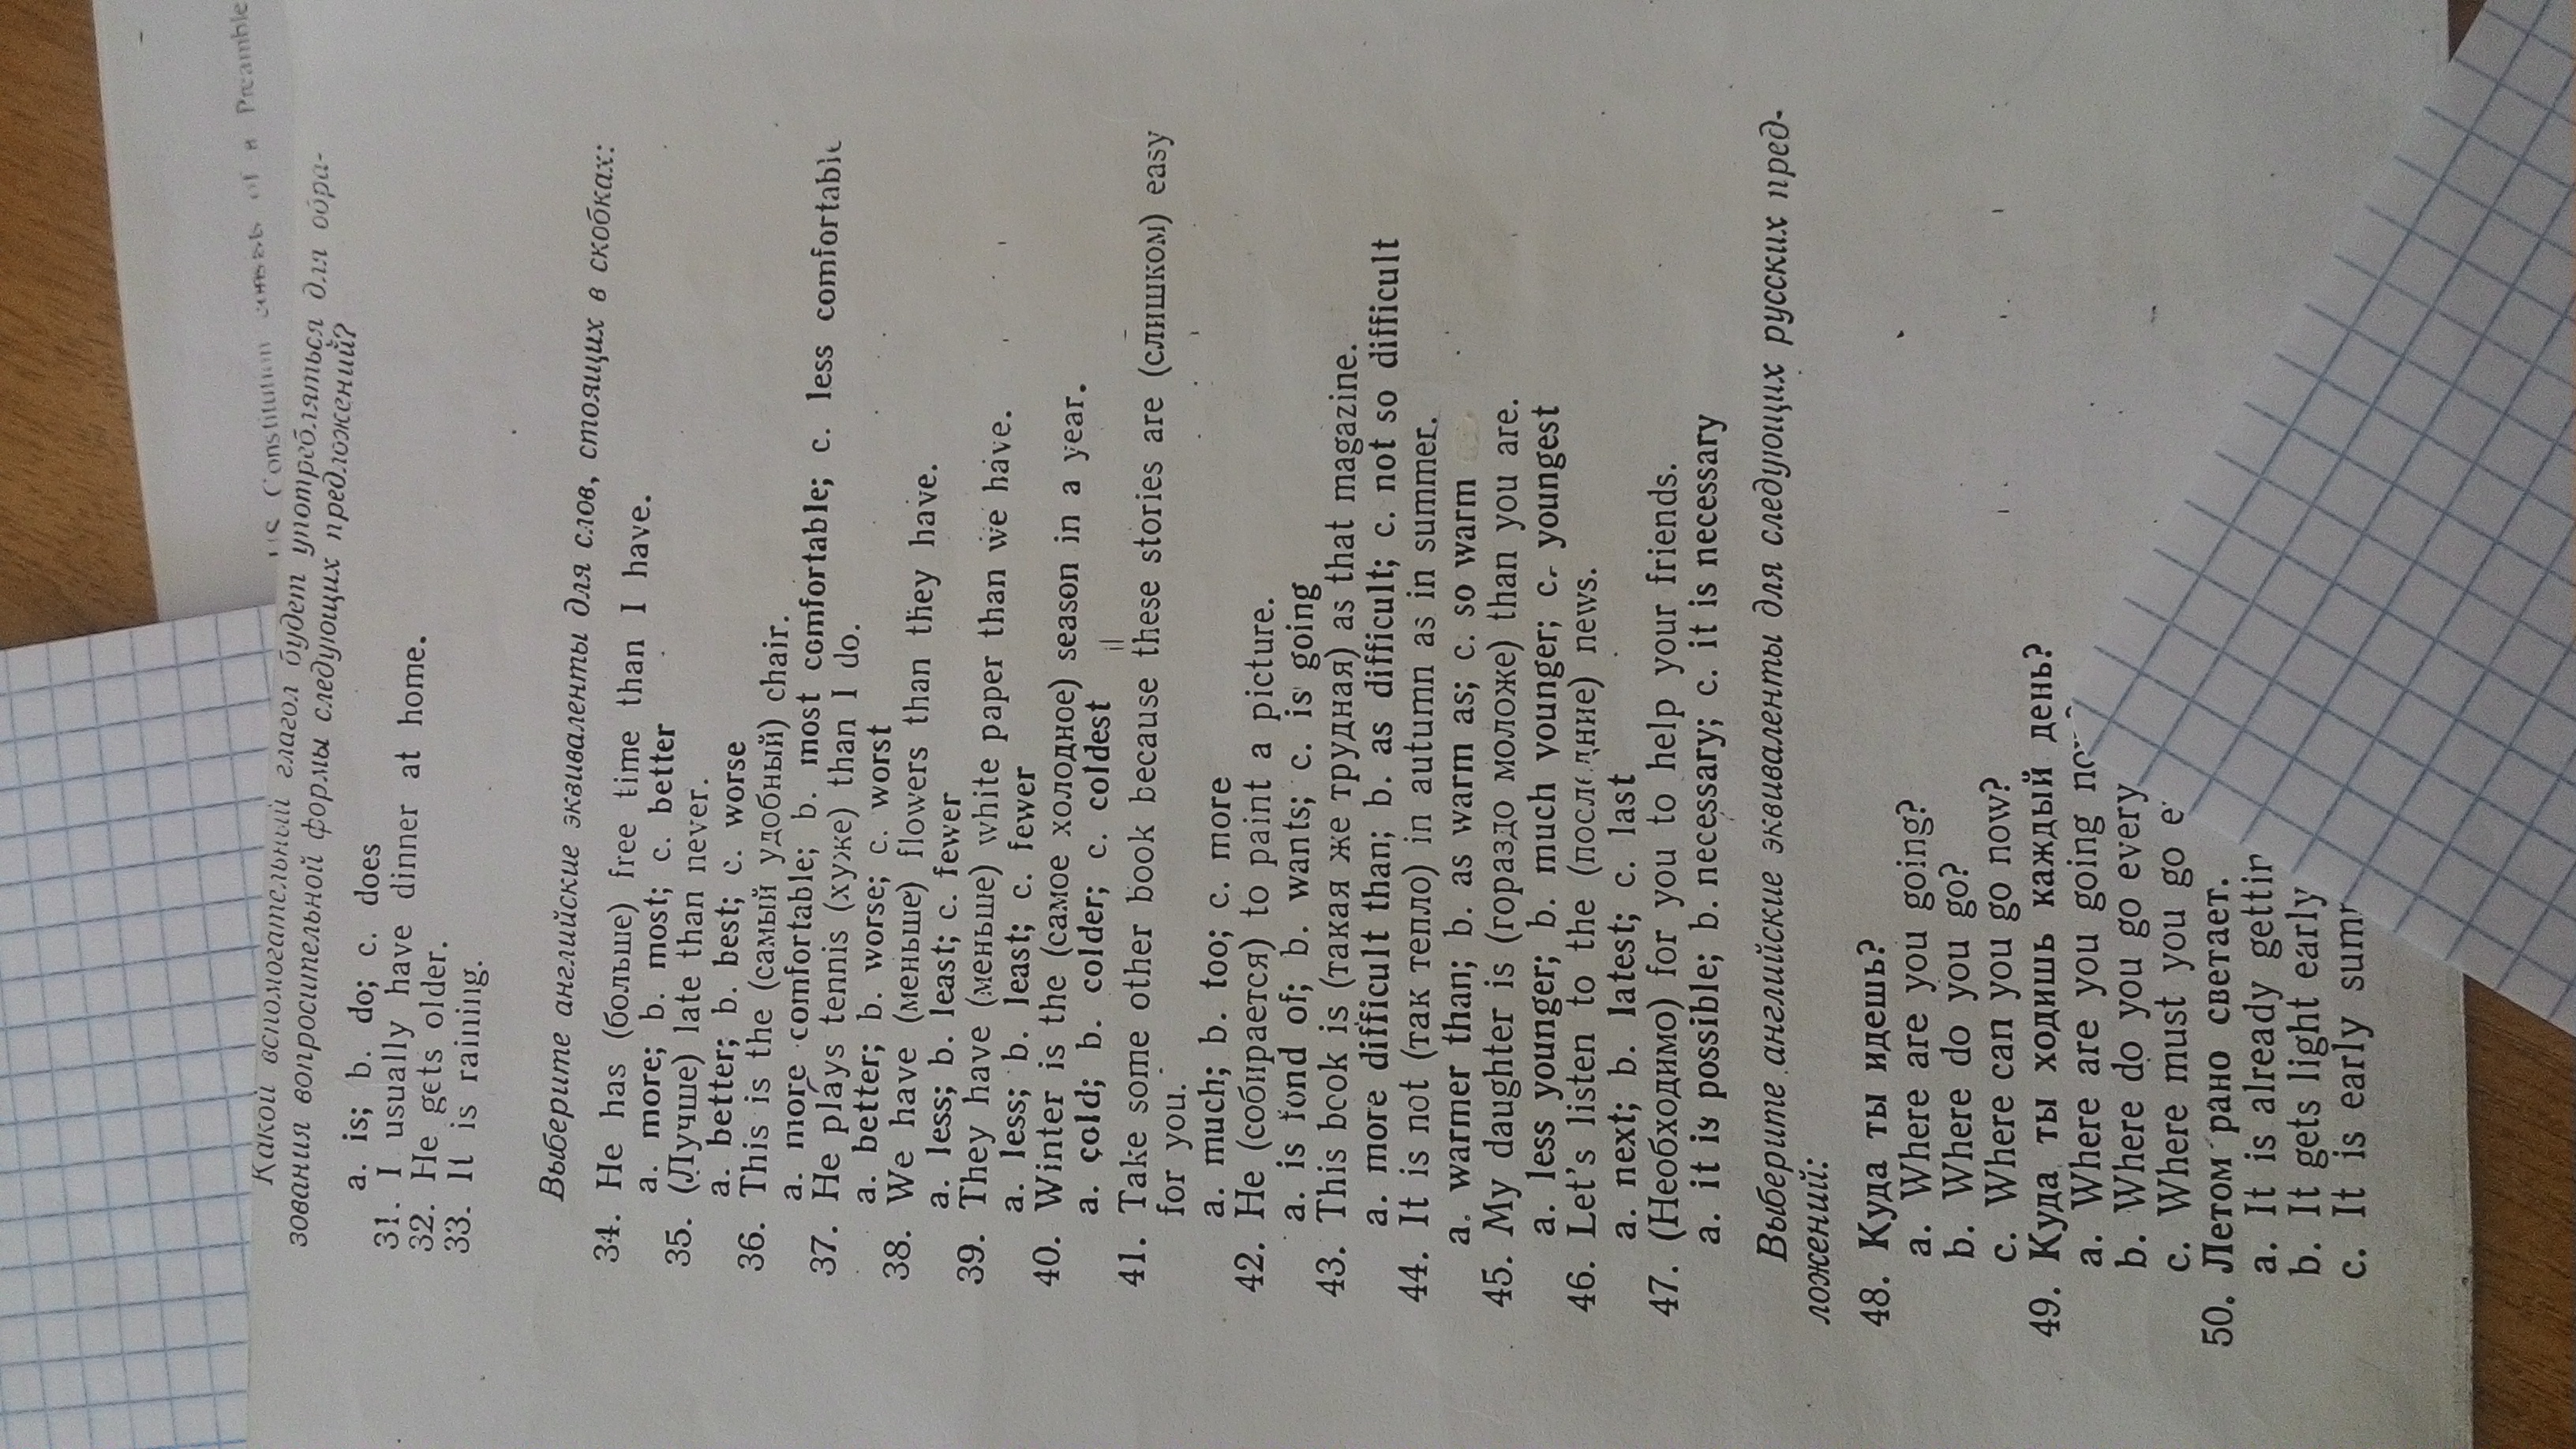 US Constitution
of
Preamble
Какой вспомогательный глагол будет употребляться для обра-
зования вопросительной формы следующих предложений?
a. is; b. do; c. does
31. I usually have dinner at home.
32. He gets older.
33. It is raining.
Выберите английские эквиваленты для слов, стоящих в скобках:
34. He has (больше) free time than I have.
a. more; b. most; c. better
35. (Лучше) late than never.
a. better; b. best; c. worse
36. This is the (самый удобный) chair.
a. more comfortable; b. most comfortable; c. less comfortable
37. He plays tennis (хуже) than I do.
a. better; b. worse; c. worst
38. We have (меньше) flowers than they have.
a. less; b. least; c. fewer
39. They have (меньше) white paper than we have.
a. less; b. least; c. fewer
40. Winter is the (самое холодное) season in a year.
a. cold; b. colder; c. coldest
41. Take some other book because these stories are (слишком) easy
for you.
a. much; b. too; c. more
42. He (собирается) to paint a picture.
a. is fond of; b. wants; c. is going
43. This book is (такая же трудная) as that magazine.
a. more difficult than; b. as difficult; c. not so difficult
44. It is not (так тепло) in autumn as in summer.
a. warmer than; b. as warm as; c. so warm
45. My daughter is (гораздо моложе) than you are.
a. less younger; b. much younger; c. youngest
46. Let's listen to the (последние) news.
a. next; b. latest; c. last
47. (Необходимо) for you to help your friends.
a. it is possible; b. necessary; c. it is necessary
Выберите английские эквиваленты для следующих русских пред-
ложений:
48. Куда ты идешь?
a. Where are you going?
b. Where do you go?
c. Where can you go now?
49. Куда ты ходишь каждый день?
a. Where are you going
b. Where do you go every
c. Where must you go
50. Летом рано светает.
a. It is already
b. It gets light early
c. It is early